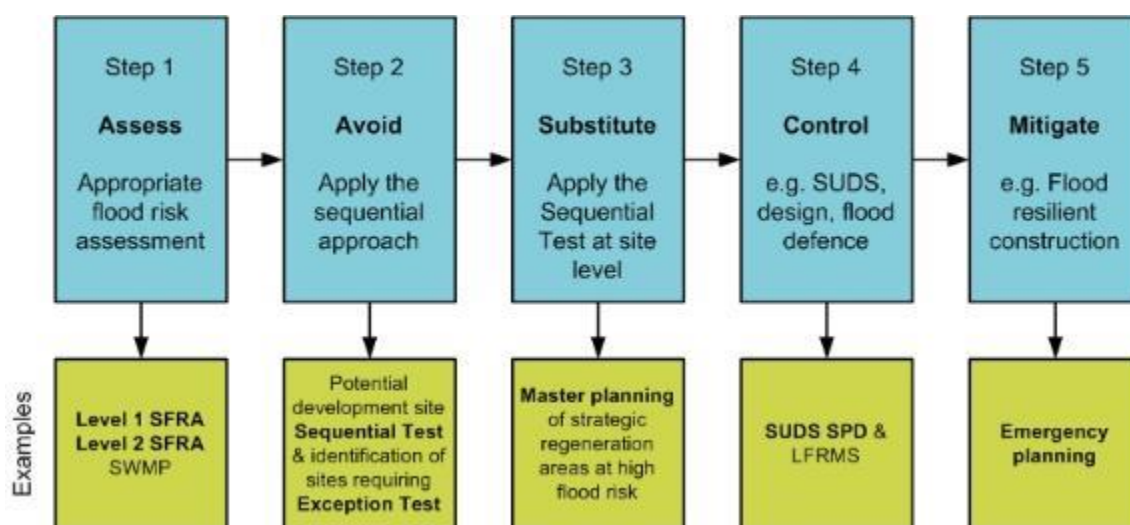 Step 1
Assess
Appropriate
flood risk
assessment
Step 2
Avoid
Apply the
sequential
approach
Step 3
Substitute
Apply the
Sequential
Test at site
level
Step 4
Control
e.g. SUDS,
design, flood
defence
Step 5
Mitigate
e.g. Flood
resilient
construction
Examples
Level 1 SFRA
Level 2 SFRA
SWMP
Potential
development site
Sequential Test
& identification of
sites requiring
Exception Test
Master planning
of strategic
regeneration
areas at high
flood risk
SUDS SPD &
LFRMS
Emergency
planning